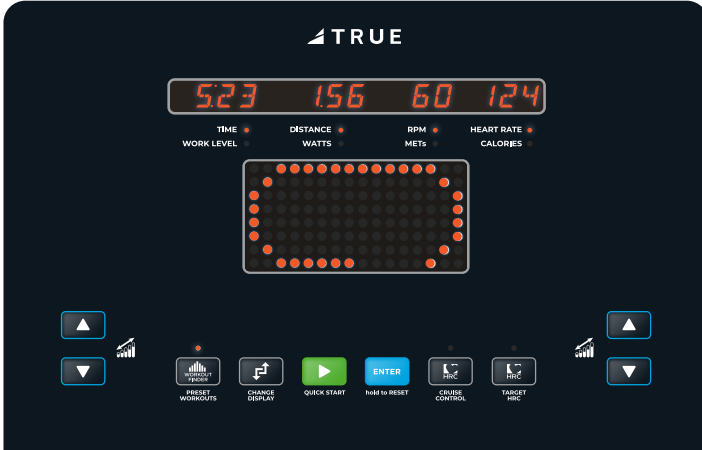 TRUE
5:23 1.56 60 124
TIME DISTANCE RPM HEART RATE
WORK LEVEL WATTS METs CALORIES
WORKOUT
FINDER
ENTER
HRC
HRC
PRESET
WORKOUTS
CHANGE
DISPLAY
QUICK START
hold to RESET
CRUISE
CONTROL
TARGET
HRC